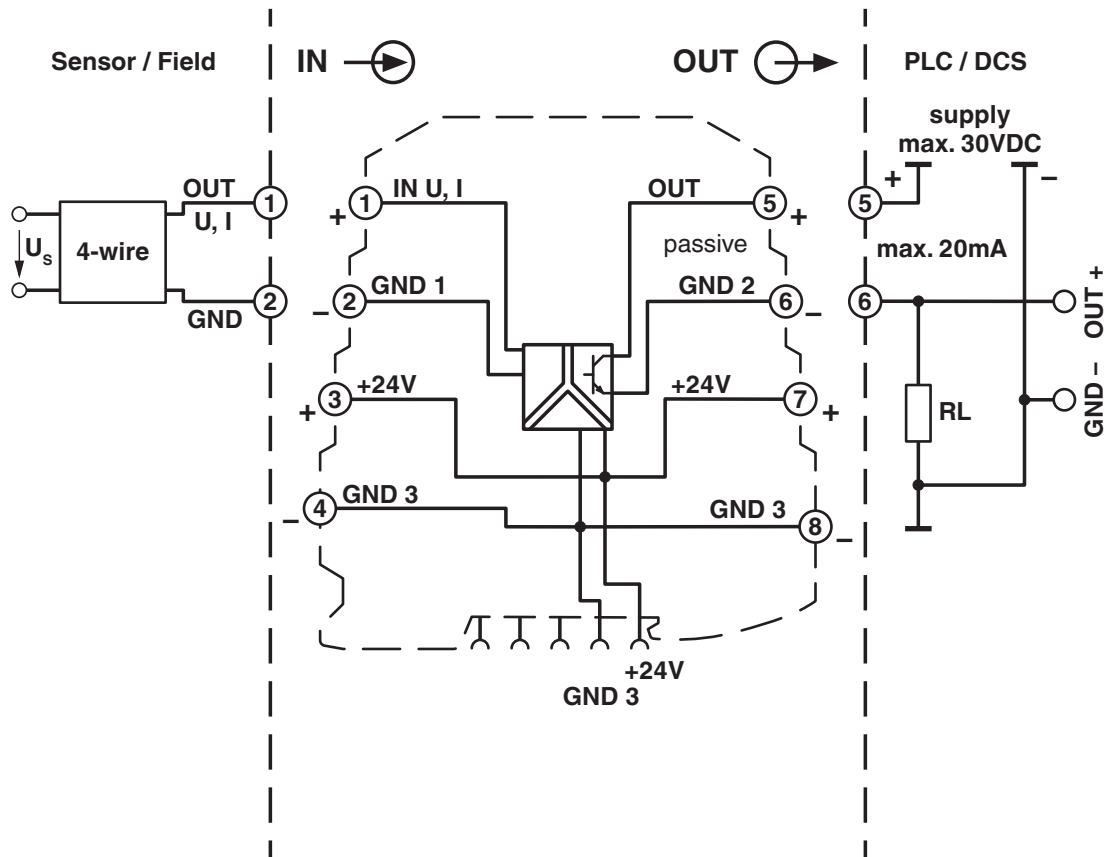 Sensor / Field
IN
OUT
PLC / DCS
supply
max. 30VDC
+
−
OUT
U, I
1
GND
2
U_s
4-wire
1
+
IN U, I
OUT
5
+
passive
2
−
GND 1
GND 2
6
−
3
+
+24V
+24V
7
+
4
−
GND 3
GND 3
8
−
+24V
GND 3
5
max. 20mA
6
RL
OUT +
GND −